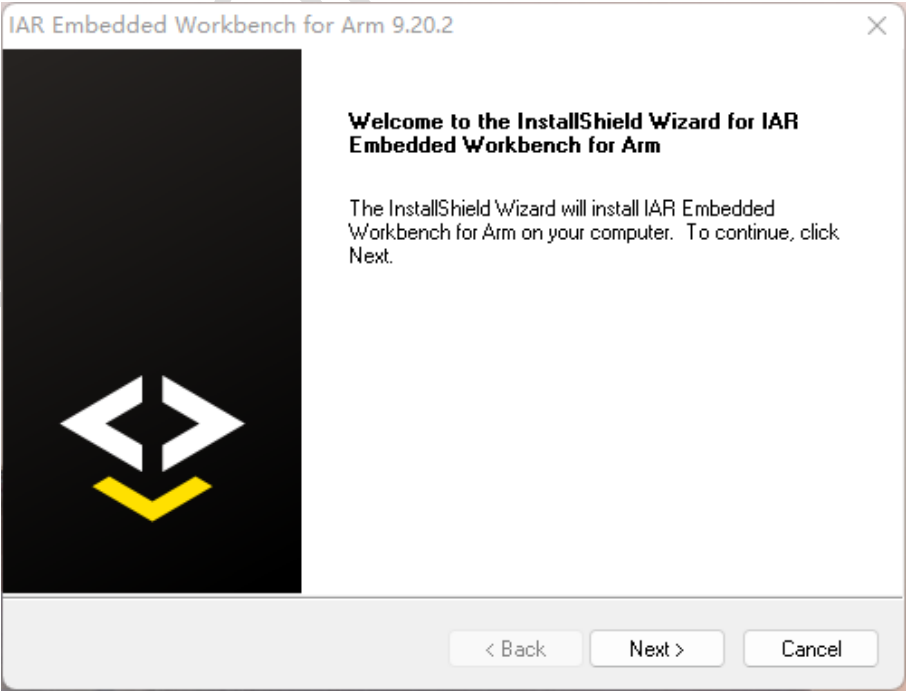 IAR Embedded Workbench for Arm 9.20.2
Welcome to the InstallShield Wizard for IAR
Embedded Workbench for Arm
The InstallShield Wizard will install IAR Embedded
Workbench for Arm on your computer.  To continue, click
Next.
< Back
Next >
Cancel